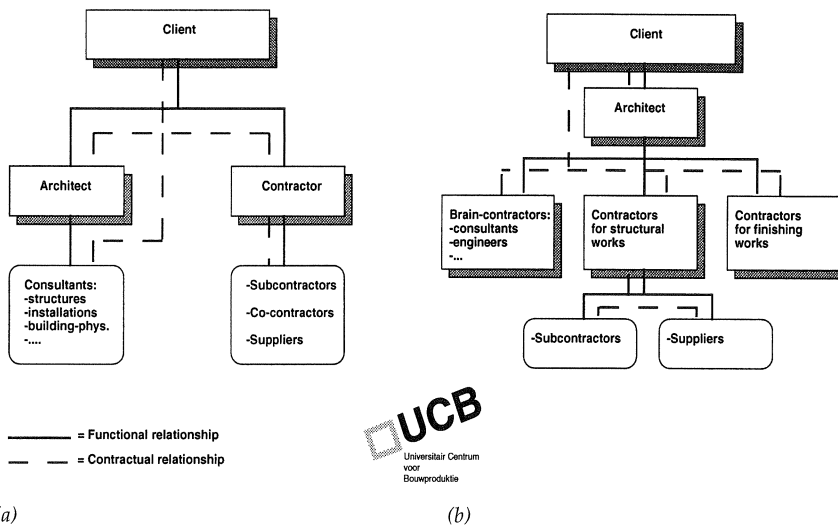 Client
Architect
Contractor
Consultants:
-structures
-installations
-building-phys.
-....
-Subcontractors
-Co-contractors
-Suppliers
= Functional relationship
= Contractual relationship
a)
Client
Architect
Brain-contractors:
-consultants
-engineers
-...
Contractors
for structural
works
Contractors
for finishing
works
-Subcontractors
-Suppliers
UCB
Universitair Centrum
voor
Bouwproduktie
(b)